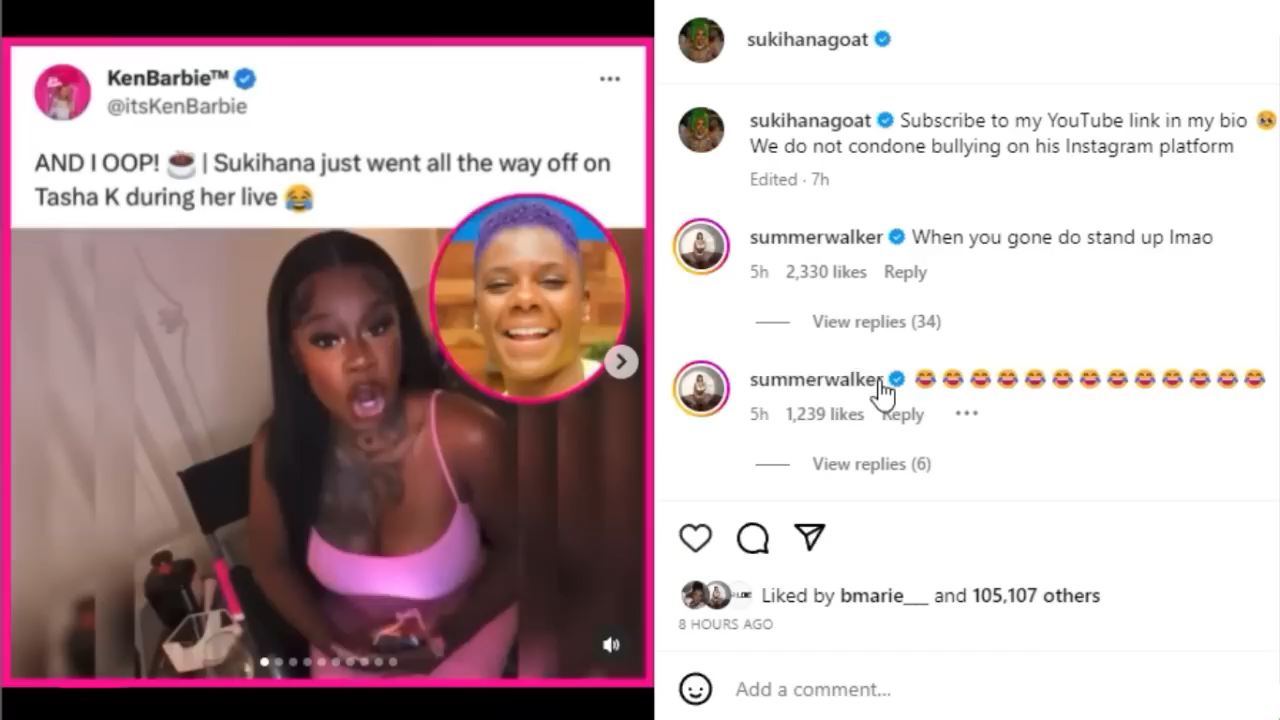 KenBarbie™
@itsKenBarbie
AND I OOP! ☕ | Sukihana just went all the way off on
Tasha K during her live 😂
sukihanagoat
sukihanagoat Subscribe to my YouTube link in my bio 🥹
We do not condone bullying on his Instagram platform
Edited · 7h
summerwalker When you gone do stand up lmao
5h 2,330 likes Reply
View replies (34)
summerwalker 😂😂😂😂😂😂😂😂😂😂😂😂😂
5h 1,239 likes Reply
View replies (6)
Liked by bmarie___ and 105,107 others
8 HOURS AGO
Add a comment...